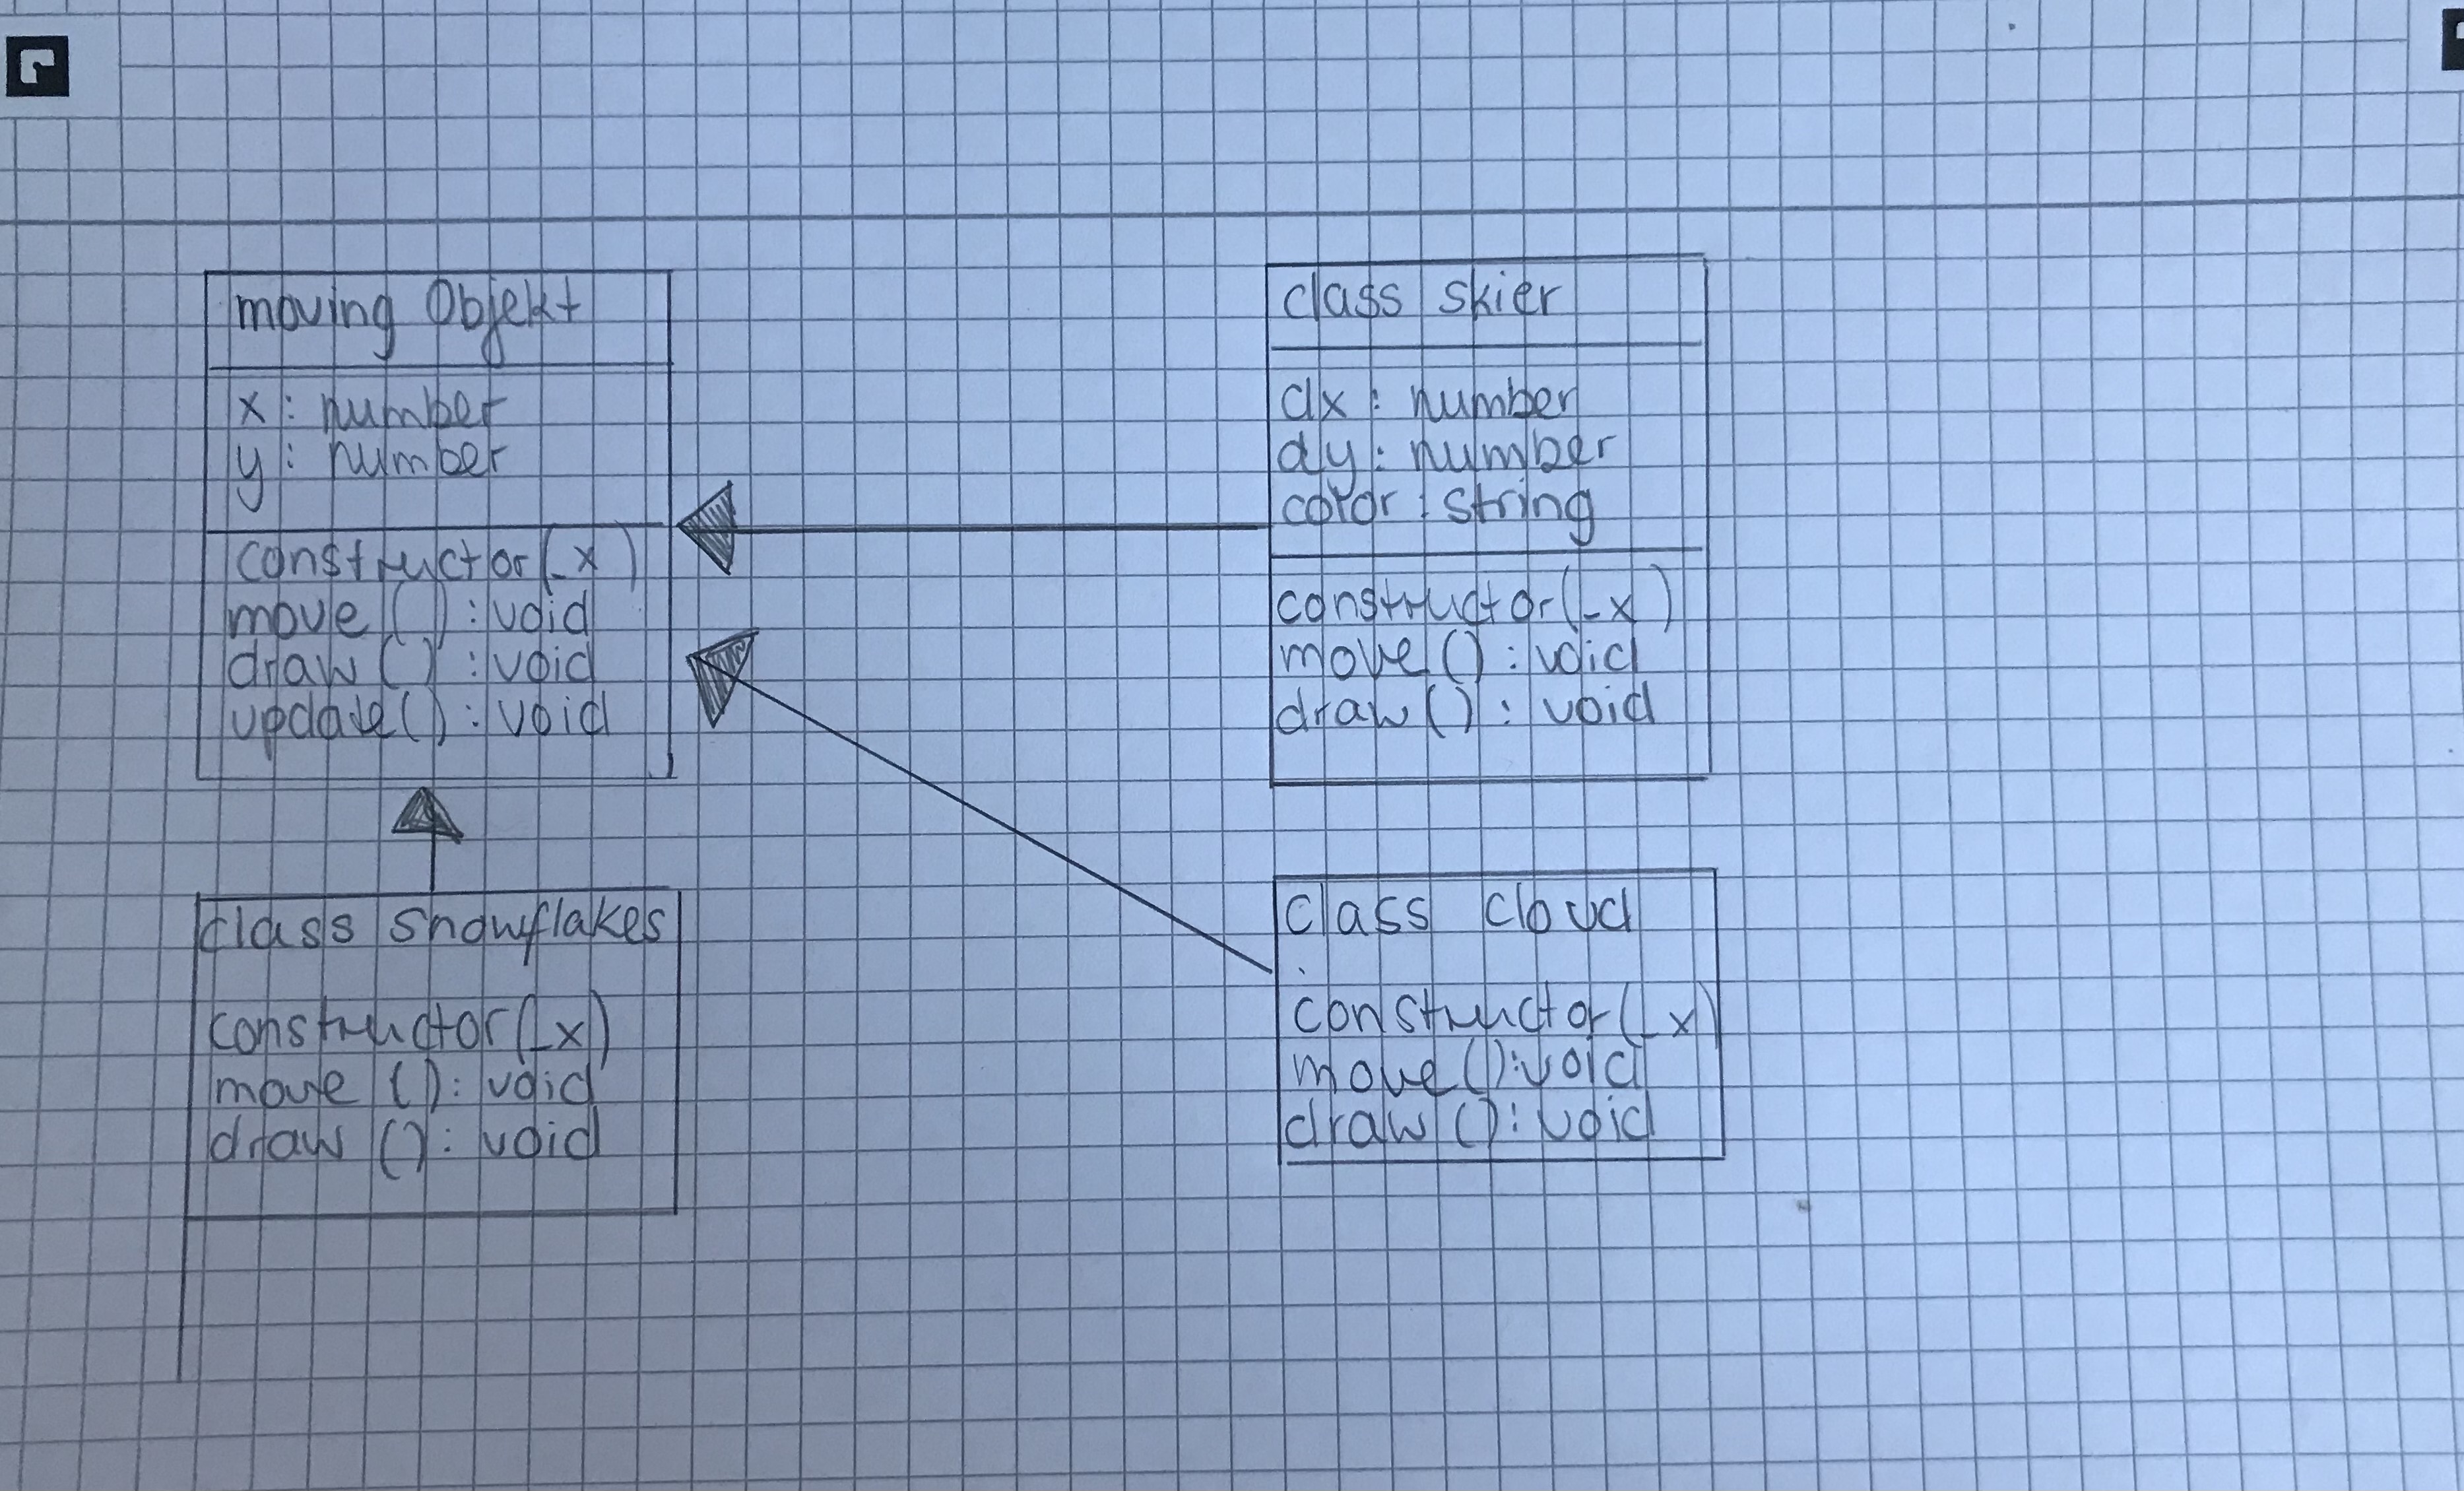 moving Objekt
x : number
y : number
constructor(_x)
move () : void
draw () : void
update() : void
class skier
dx : number
dy : number
color : string
constructor(_x)
move () : void
draw () : void
class snowflakes
constructor(_x)
move () : void
draw () : void
class cloud
constructor(_x)
move () : void
draw () : void